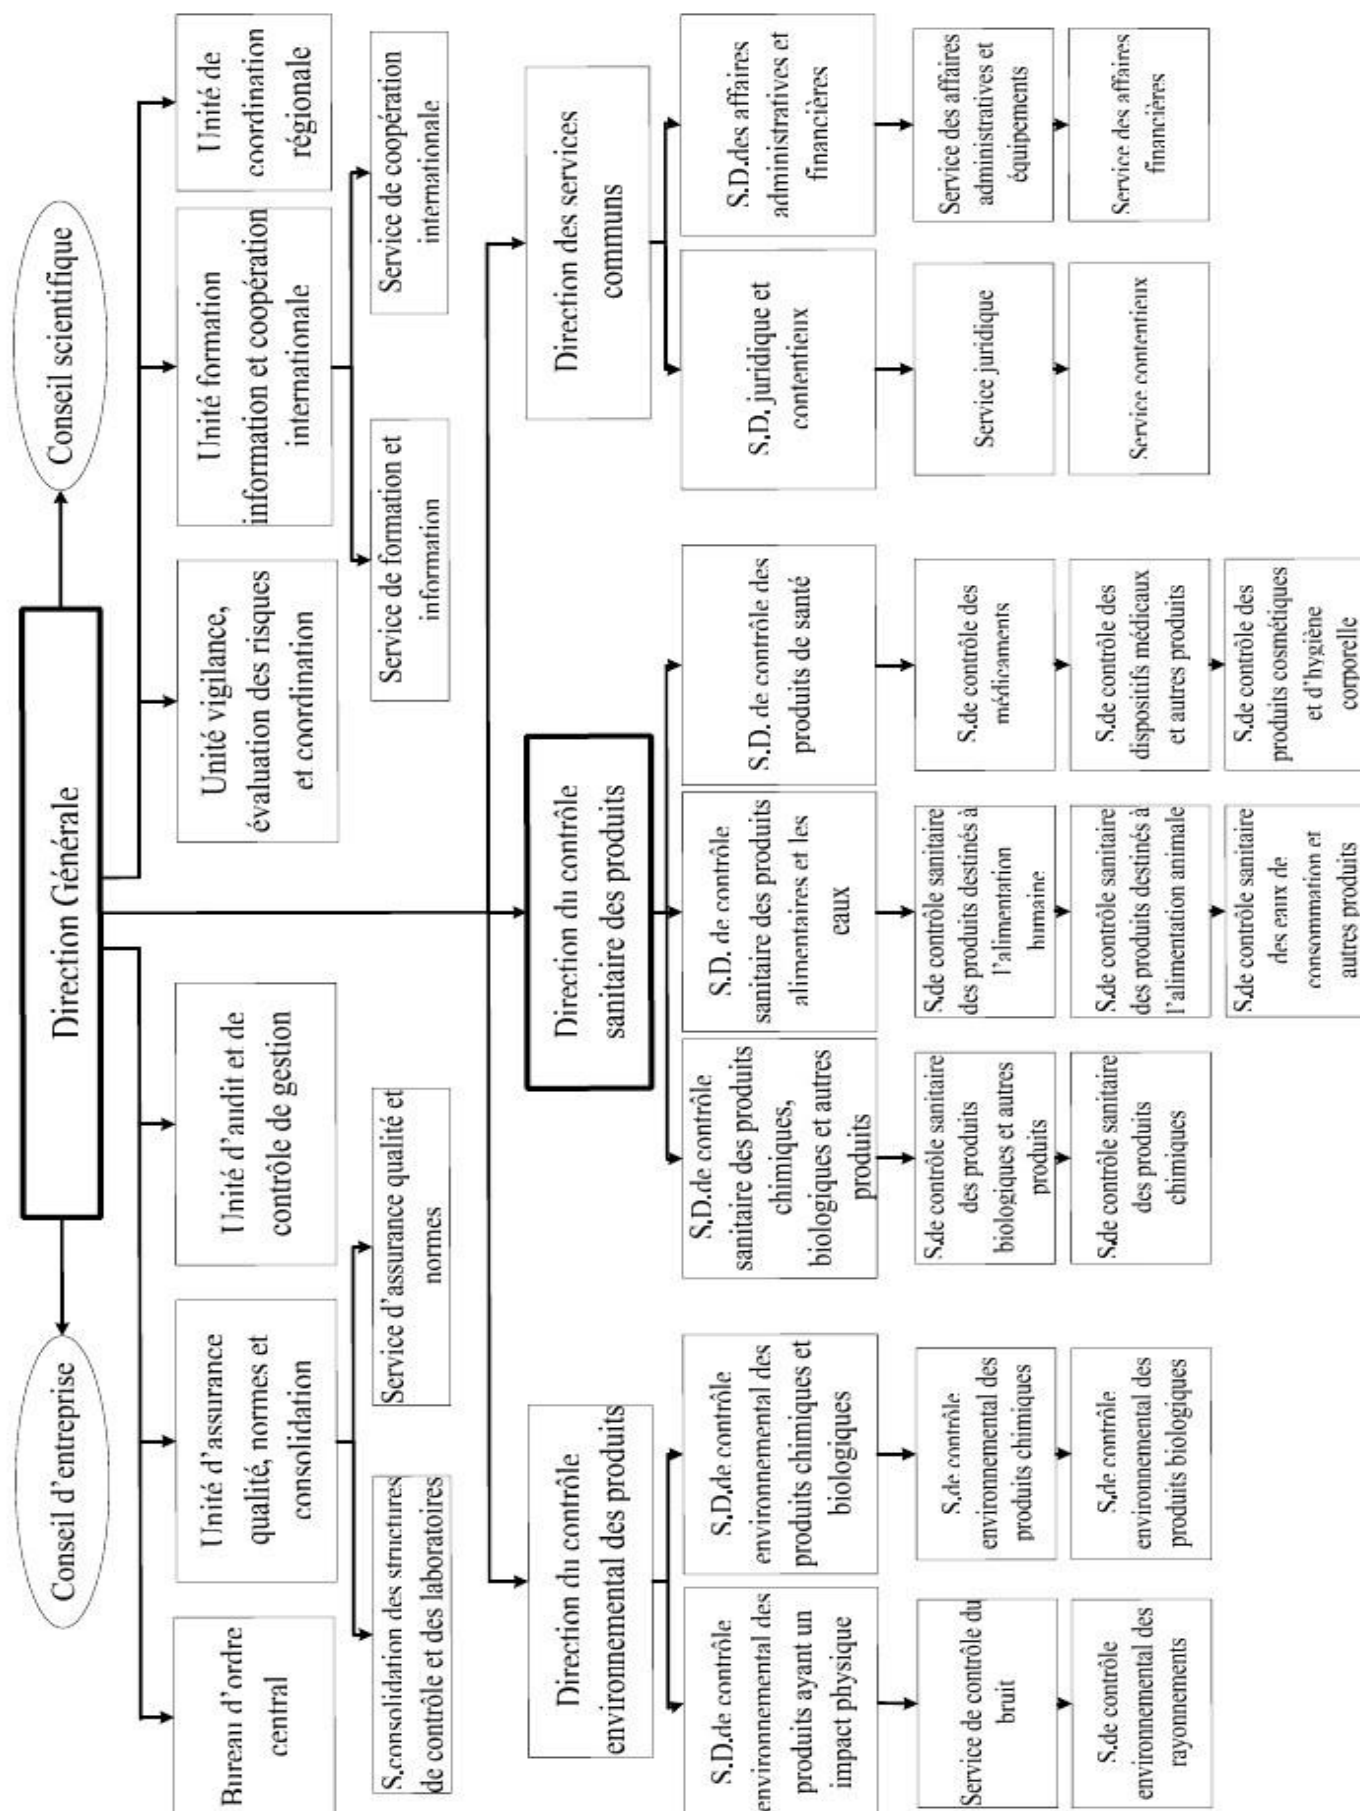 Conseil d'entreprise
Direction Générale
Conseil scientifique
Bureau d'ordre
central
Unité d'assurance
qualité, normes et
consolidation
Unité d'audit et de
contrôle de gestion
Unité vigilance,
évaluation des risques
et coordination
Unité formation
information et coopération
internationale
Unité de
coordination
régionale
S.consolidation des structures
de contrôle et des laboratoires
Service d'assurance qualité et
normes
Service de formation et
information
Service de coopération
internationale
Direction du contrôle
environnemental des produits
Direction du contrôle
sanitaire des produits
Direction des services
communs
S.D.de contrôle
environnemental des
produits ayant un
impact physique
S.D.de contrôle
environnemental des
produits chimiques et
biologiques
S.D.de contrôle
sanitaire des produits
chimiques,
biologiques et autres
produits
S.D. de contrôle
sanitaire des produits
alimentaires et les
eaux
S.D. de contrôle des
produits de santé
S.D. juridique et
contentieux
S.D.des affaires
administratives et
financières
Service de contrôle du
bruit
S.de contrôle
environnemental des
produits chimiques
S.de contrôle sanitaire
des produits
biologiques et autres
produits
S.de contrôle sanitaire
des produits destinés à
l'alimentation
humaine
S.de contrôle des
médicaments
Service juridique
Service des affaires
administratives et
équipements
S.de contrôle
environnemental des
rayonnements
S.de contrôle
environnemental des
produits biologiques
S.de contrôle sanitaire
des produits
chimiques
S.de contrôle sanitaire
des produits destinés à
l'alimentation animale
S.de contrôle des
dispositifs médicaux
et autres produits
Service contentieux
Service des affaires
financières
S.de contrôle sanitaire
des eaux de
consommation et
autres produits
S.de contrôle des
produits cosmétiques
et d'hygiène
corporelle